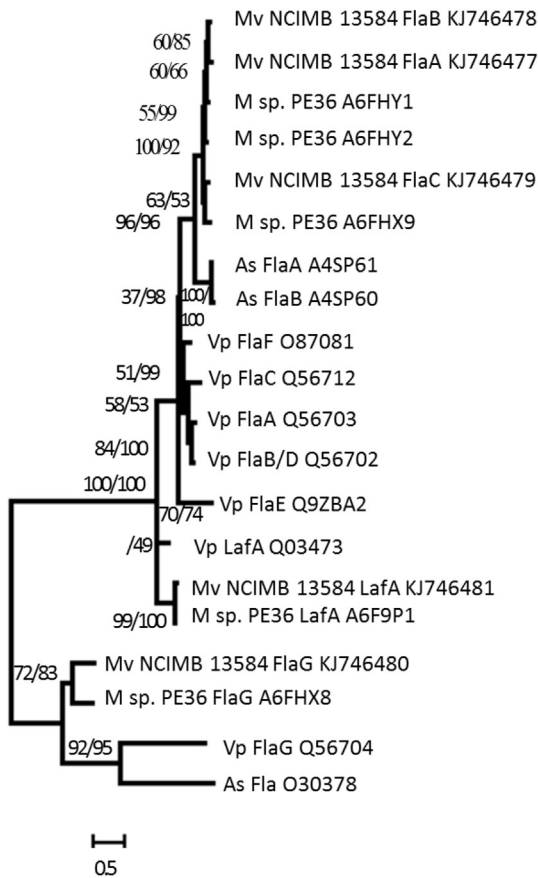 Mv NCIMB 13584 FlaB KJ746478
60/85
Mv NCIMB 13584 FlaA KJ746477
60/66
M sp. PE36 A6FHY1
55/99
M sp. PE36 A6FHY2
100/92
Mv NCIMB 13584 FlaC KJ746479
63/53
M sp. PE36 A6FHX9
96/96
As FlaA A4SP61
37/98
100/
As FlaB A4SP60
100
Vp FlaF O87081
51/99
Vp FlaC Q56712
58/53
Vp FlaA Q56703
84/100
Vp FlaB/D Q56702
100/100
Vp FlaE Q9ZBA2
70/74
/49
Vp LafA Q03473
Mv NCIMB 13584 LafA KJ746481
99/100
M sp. PE36 LafA A6F9P1
Mv NCIMB 13584 FlaG KJ746480
72/83
M sp. PE36 FlaG A6FHX8
92/95
Vp FlaG Q56704
As Fla O30378
0.5